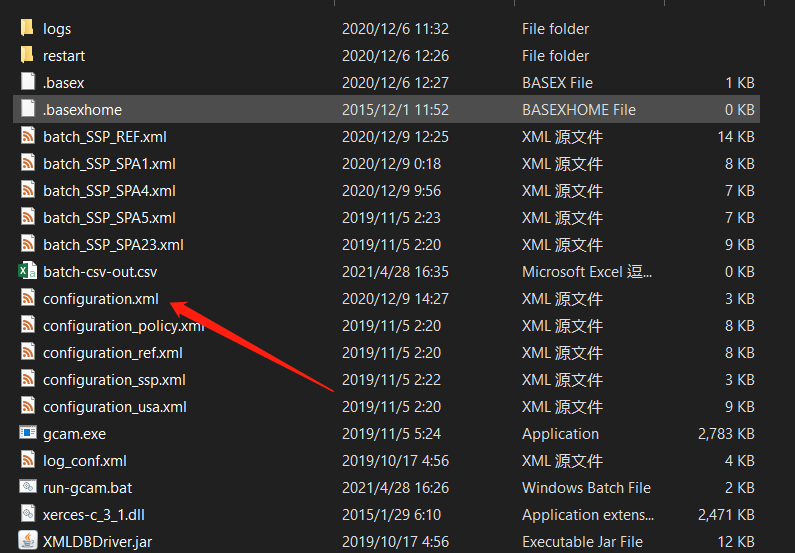 logs 2020/12/6 11:32 File folder
restart 2020/12/6 12:26 File folder
.basex 2020/12/6 12:27 BASEX File 1 KB
.basexhome 2015/12/1 11:52 BASEXHOME File 0 KB
batch_SSP_REF.xml 2020/12/9 12:25 XML 源文件 14 KB
batch_SSP_SPA1.xml 2020/12/9 0:18 XML 源文件 8 KB
batch_SSP_SPA4.xml 2020/12/9 9:56 XML 源文件 7 KB
batch_SSP_SPA5.xml 2019/11/5 2:23 XML 源文件 7 KB
batch_SSP_SPA23.xml 2019/11/5 2:20 XML 源文件 9 KB
batch-csv-out.csv 2021/4/28 16:35 Microsoft Excel 逗... 0 KB
configuration.xml 2020/12/9 14:27 XML 源文件 3 KB
configuration_policy.xml 2019/11/5 2:20 XML 源文件 8 KB
configuration_ref.xml 2019/11/5 2:20 XML 源文件 8 KB
configuration_ssp.xml 2019/11/5 2:22 XML 源文件 3 KB
configuration_usa.xml 2019/11/5 2:20 XML 源文件 9 KB
gcam.exe 2019/11/5 5:24 Application 2,783 KB
log_conf.xml 2019/10/17 4:56 XML 源文件 4 KB
run-gcam.bat 2021/4/28 16:26 Windows Batch File 2 KB
xerces-c_3_1.dll 2015/1/29 6:10 Application extens... 2,471 KB
XMLDBDriver.jar 2019/10/17 4:56 Executable Jar File 12 KB